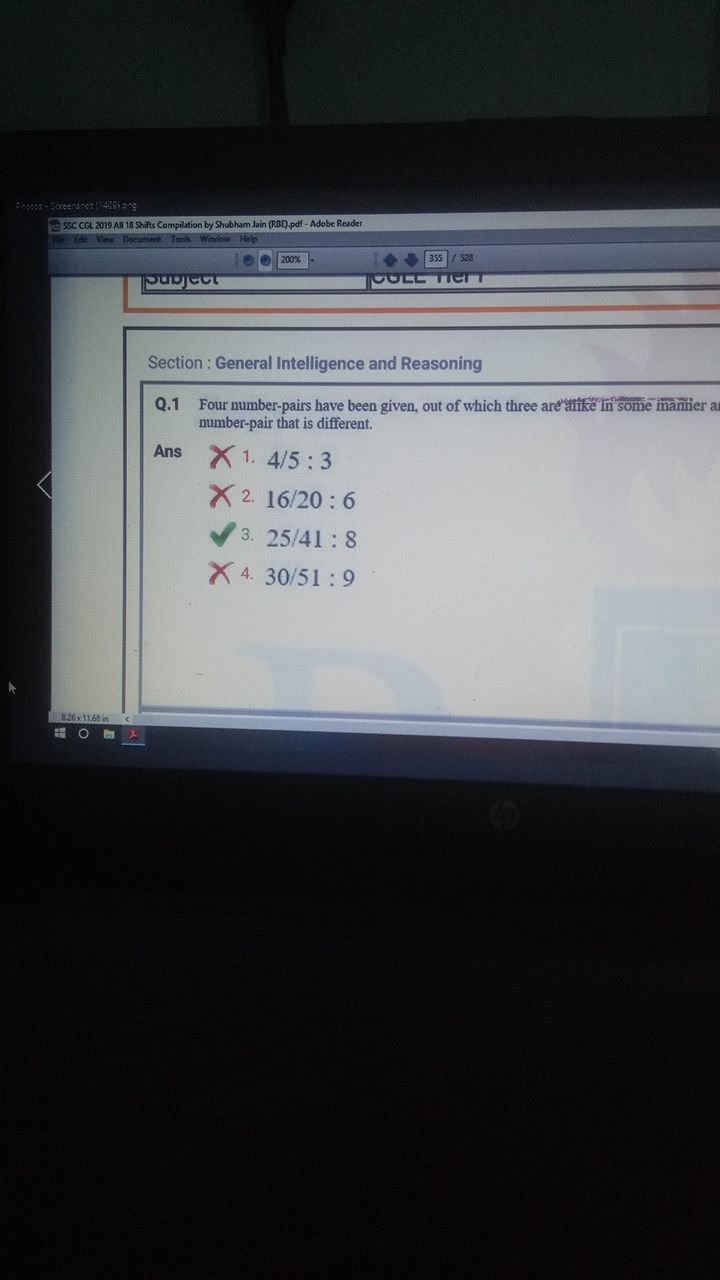 Photos - Screenshot (1409).png
SSC CGL 2019 All 18 Shifts Compilation by Shubham Jain (RBE).pdf - Adobe Reader
File Edit View Document Tools Window Help
200%
355 / 528
Subject
CGLE Tier I
Section : General Intelligence and Reasoning
Q.1 Four number-pairs have been given, out of which three are alike in some manner
number-pair that is different.
Ans
1. 4/5 : 3
2. 16/20 : 6
3. 25/41 : 8
4. 30/51 : 9
8.26 x 11.68 in
hp